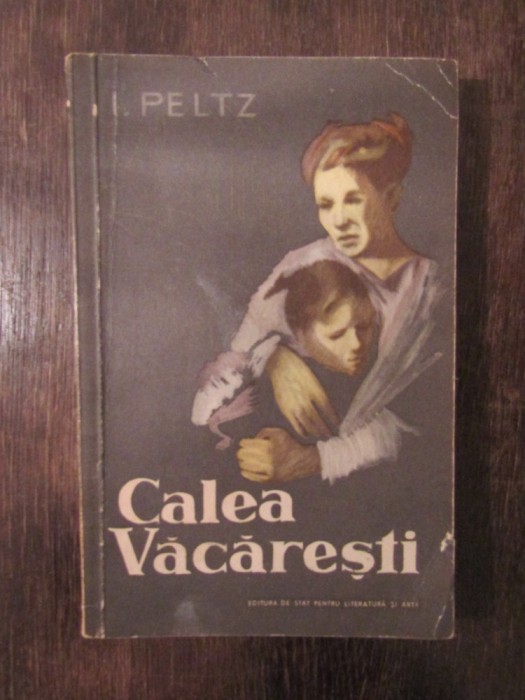 I. PELTZ
Calea
Văcărești
EDITURA DE STAT PENTRU LITERATURĂ ȘI ARTĂ